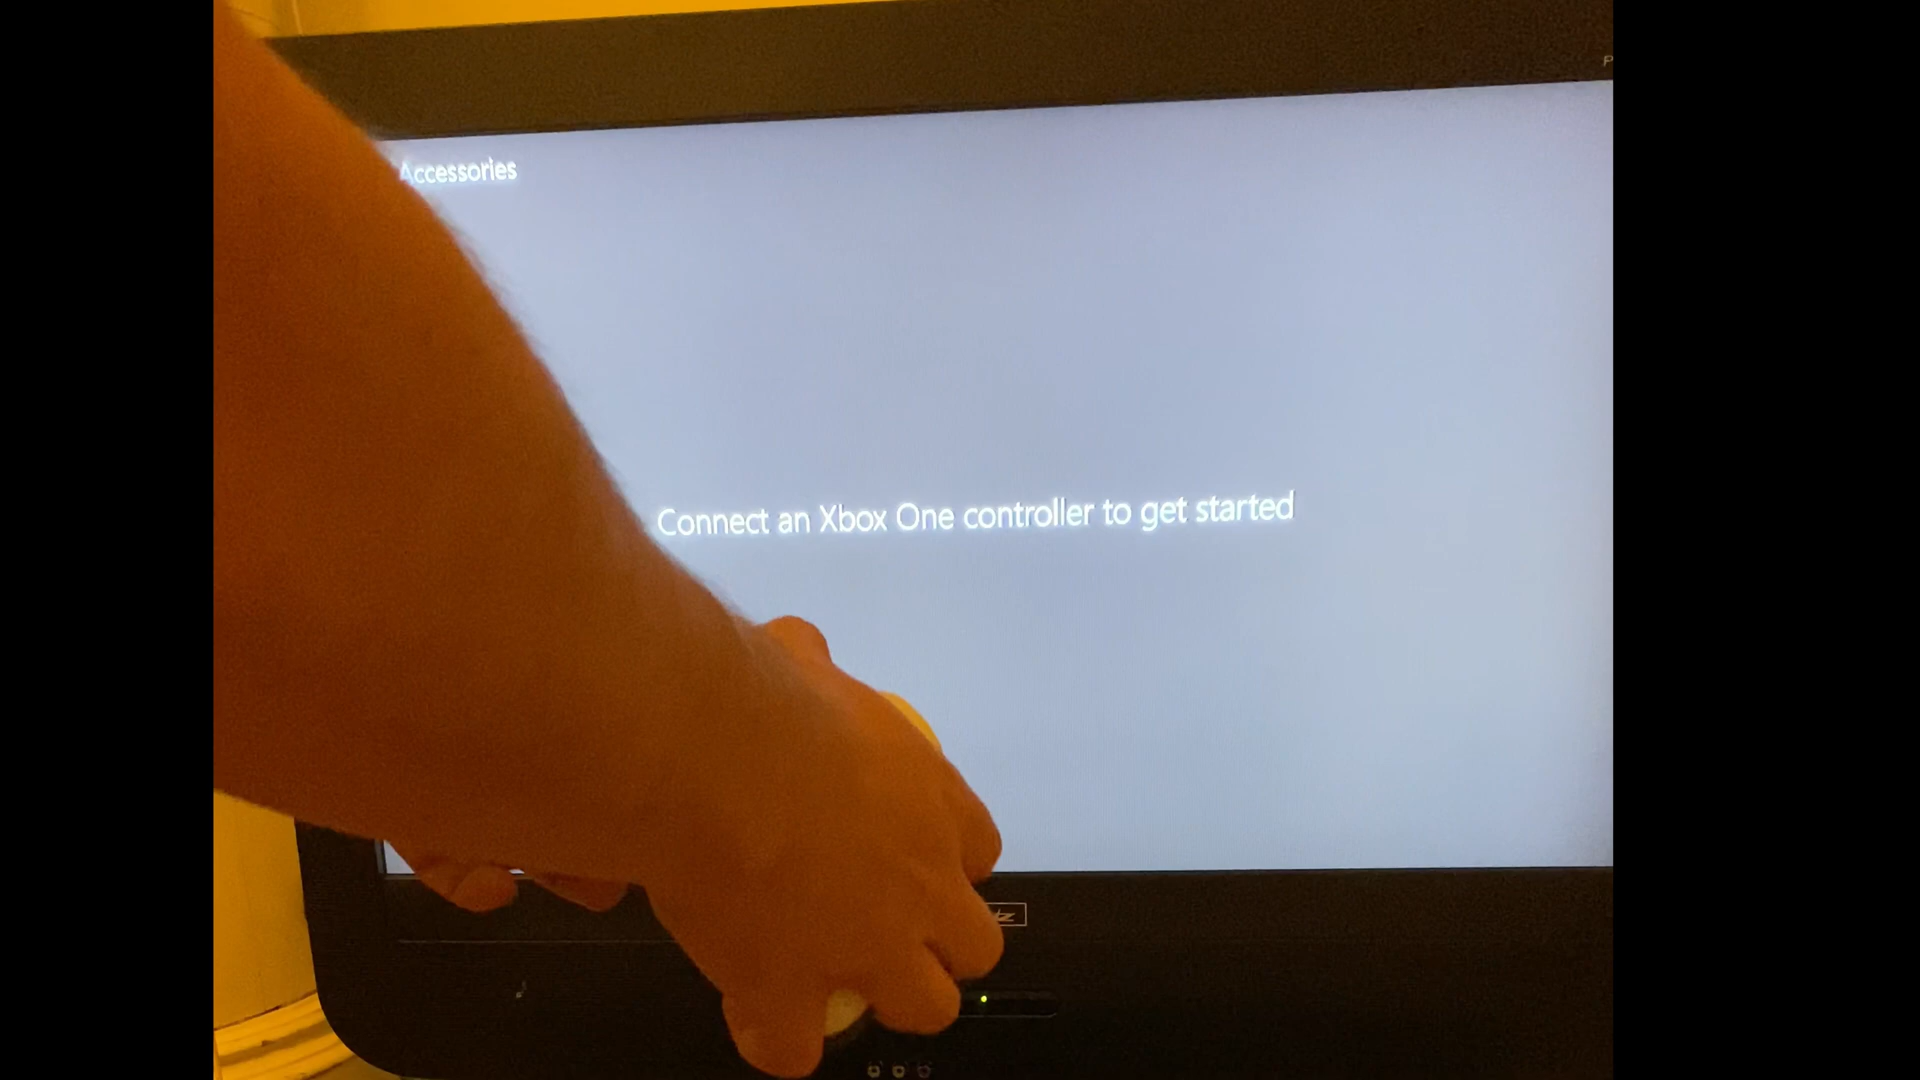 Accessories
Connect an Xbox One controller to get started